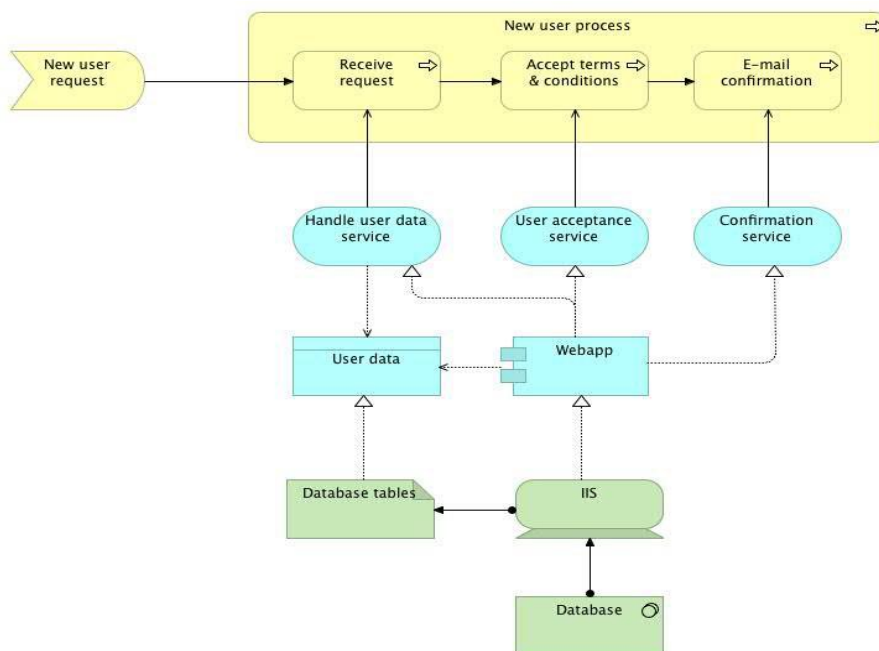 New user process
New user
request
Receive
request
Accept terms
& conditions
E-mail
confirmation
Handle user data
service
User acceptance
service
Confirmation
service
User data
Webapp
Database tables
IIS
Database